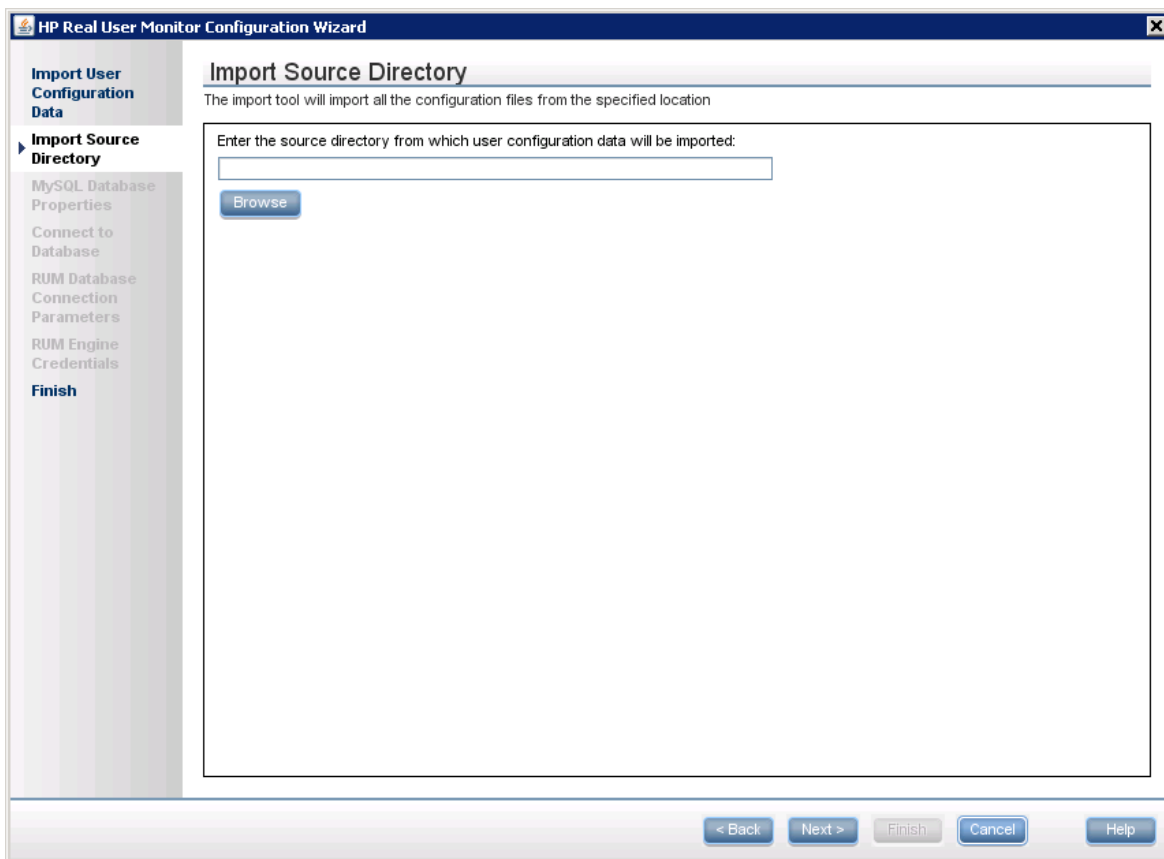 HP Real User Monitor Configuration Wizard
Import User
Configuration
Data
Import Source
Directory
MySQL Database
Properties
Connect to
Database
RUM Database
Connection
Parameters
RUM Engine
Credentials
Finish
Import Source Directory
The import tool will import all the configuration files from the specified location
Enter the source directory from which user configuration data will be imported:
Browse
< Back
Next >
Finish
Cancel
Help